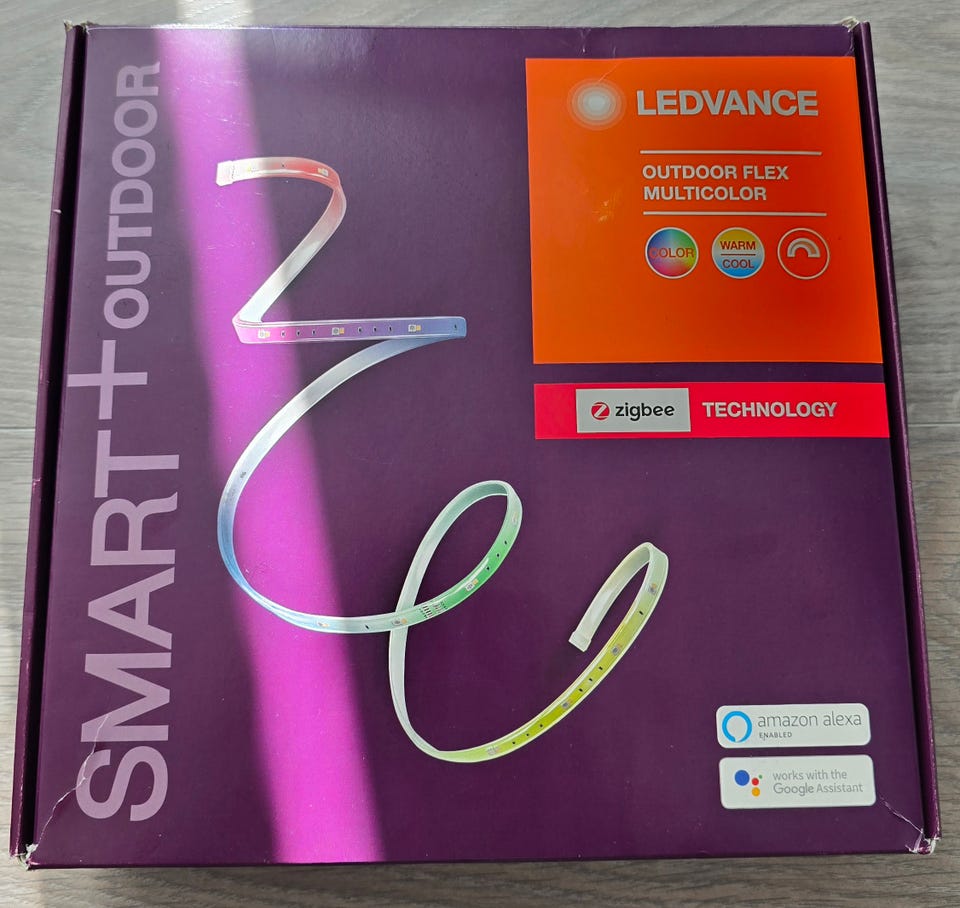 SMART+ OUTDOOR
LEDVANCE
OUTDOOR FLEX
MULTICOLOR
COLOR
WARM
COOL
zigbee TECHNOLOGY
amazon alexa
ENABLED
works with the
Google Assistant